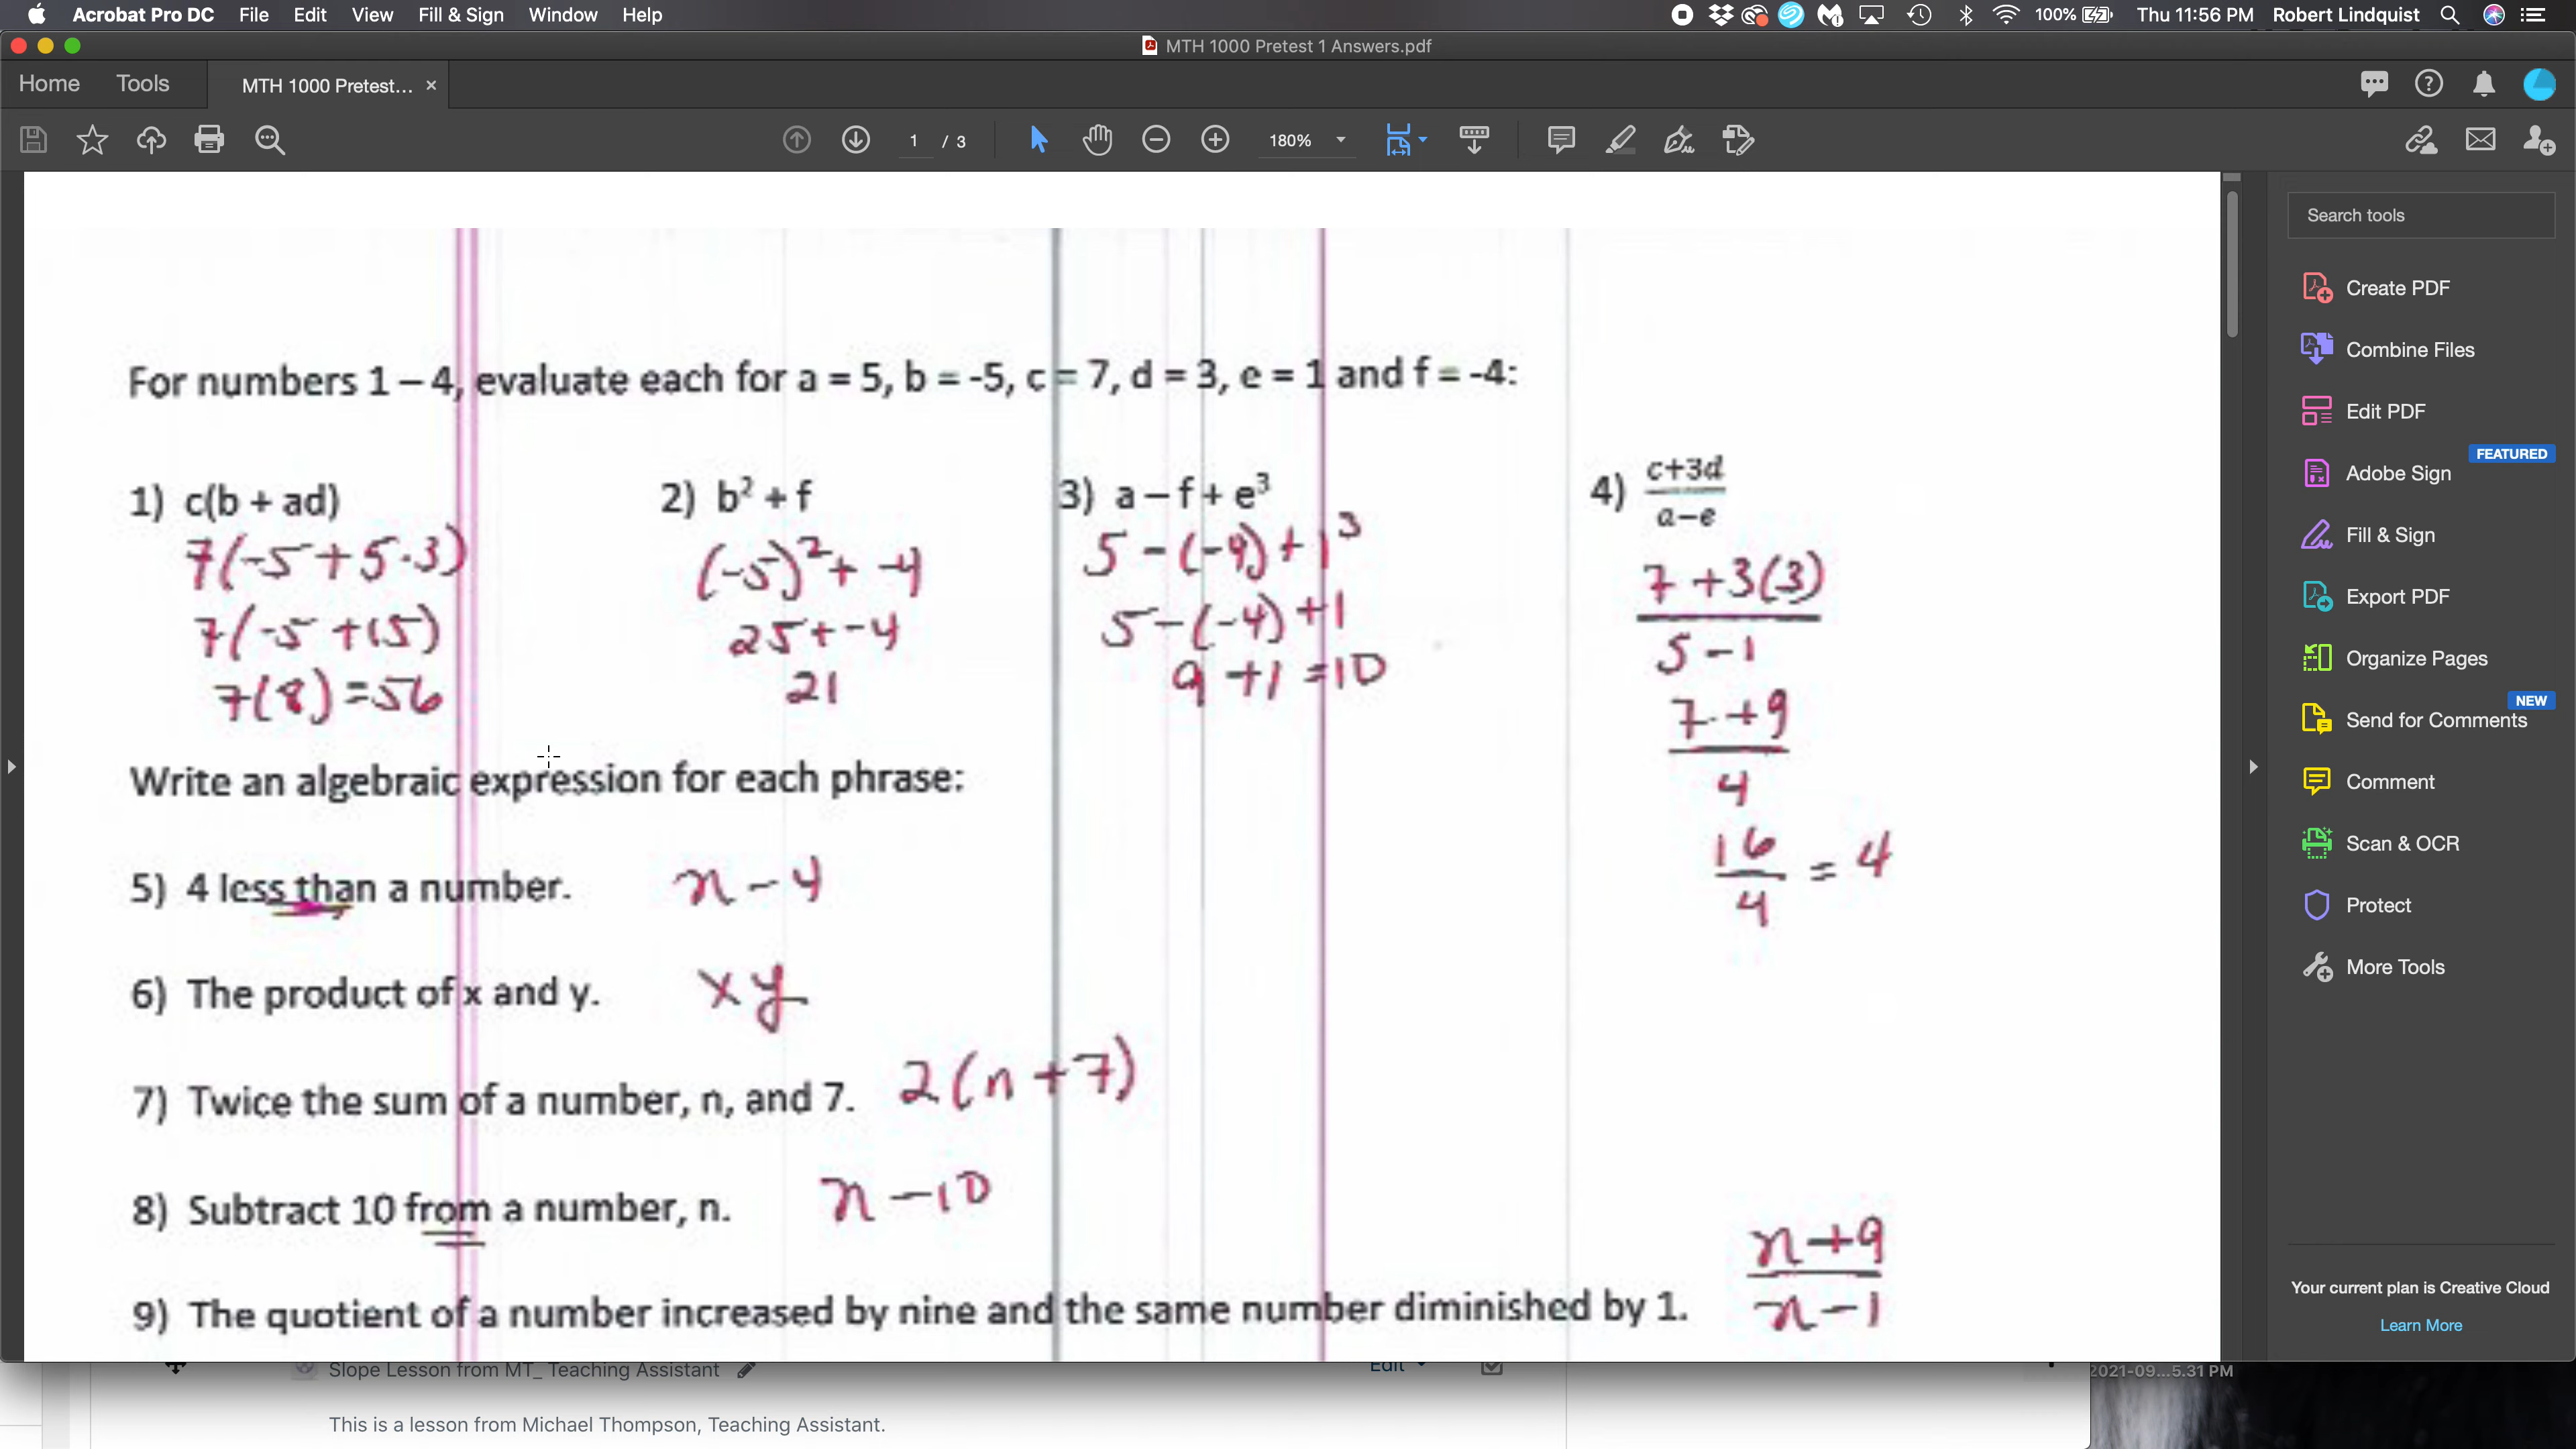 Acrobat Pro DC File Edit View Fill & Sign Window Help 100% Thu 11:56 PM Robert Lindquist
MTH 1000 Pretest 1 Answers.pdf
Home Tools MTH 1000 Pretest... ×
1 / 3 180%
For numbers 1 – 4, evaluate each for a = 5, b = -5, c = 7, d = 3, e = 1 and f = -4:
1) c(b + ad)
7(-5+5·3)
7(-5+15)
7(8)=56
2) b² + f
(-5)²+ -4
25+-4
21
3) a – f + e³
5-(-4)+1³
5-(-4)+1
9+1=10
4) c+3d
a−e
7+3(3)
5-1
7+9
4
16
4 = 4
Write an algebraic expression for each phrase:
5) 4 less than a number. n-4
6) The product of x and y. xy
7) Twice the sum of a number, n, and 7. 2(n+7)
8) Subtract 10 from a number, n. n-10
9) The quotient of a number increased by nine and the same number diminished by 1. n+9
n-1
Search tools
Create PDF
Combine Files
Edit PDF
FEATURED
Adobe Sign
Fill & Sign
Export PDF
Organize Pages
NEW
Send for Comments
Comment
Scan & OCR
Protect
More Tools
Your current plan is Creative Cloud
Learn More
Slope Lesson from MT_ Teaching Assistant Edit
2021-09...5.31 PM
This is a lesson from Michael Thompson, Teaching Assistant.